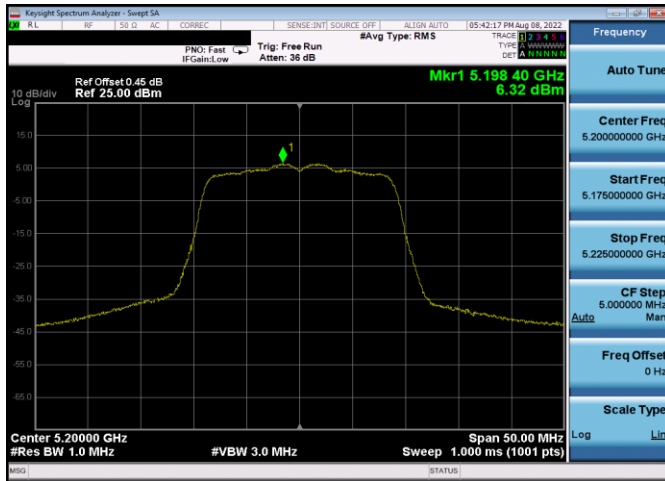 Keysight Spectrum Analyzer - Swept SA
RL RF 50 Ω AC CORREC SENSE:INT SOURCE OFF ALIGN AUTO 05:42:17 PM Aug 08, 2022
#Avg Type: RMS
TRACE 1 2 3 4 5 6
PNO: Fast Trig: Free Run TYPE A WWWWW
IFGain:Low Atten: 36 dB DET A N N N N N
Mkr1 5.198 40 GHz
Ref Offset 0.45 dB
10 dB/div Ref 25.00 dBm 6.32 dBm
Log
15.0
1
5.00
-5.00
-15.0
-25.0
-35.0
-45.0
-55.0
-65.0
Center 5.20000 GHz Span 50.00 MHz
#Res BW 1.0 MHz #VBW 3.0 MHz Sweep 1.000 ms (1001 pts)
MSG STATUS
Frequency
Auto Tune
Center Freq
5.200000000 GHz
Start Freq
5.175000000 GHz
Stop Freq
5.225000000 GHz
CF Step
5.000000 MHz
Auto Man
Freq Offset
0 Hz
Scale Type
Log Lin